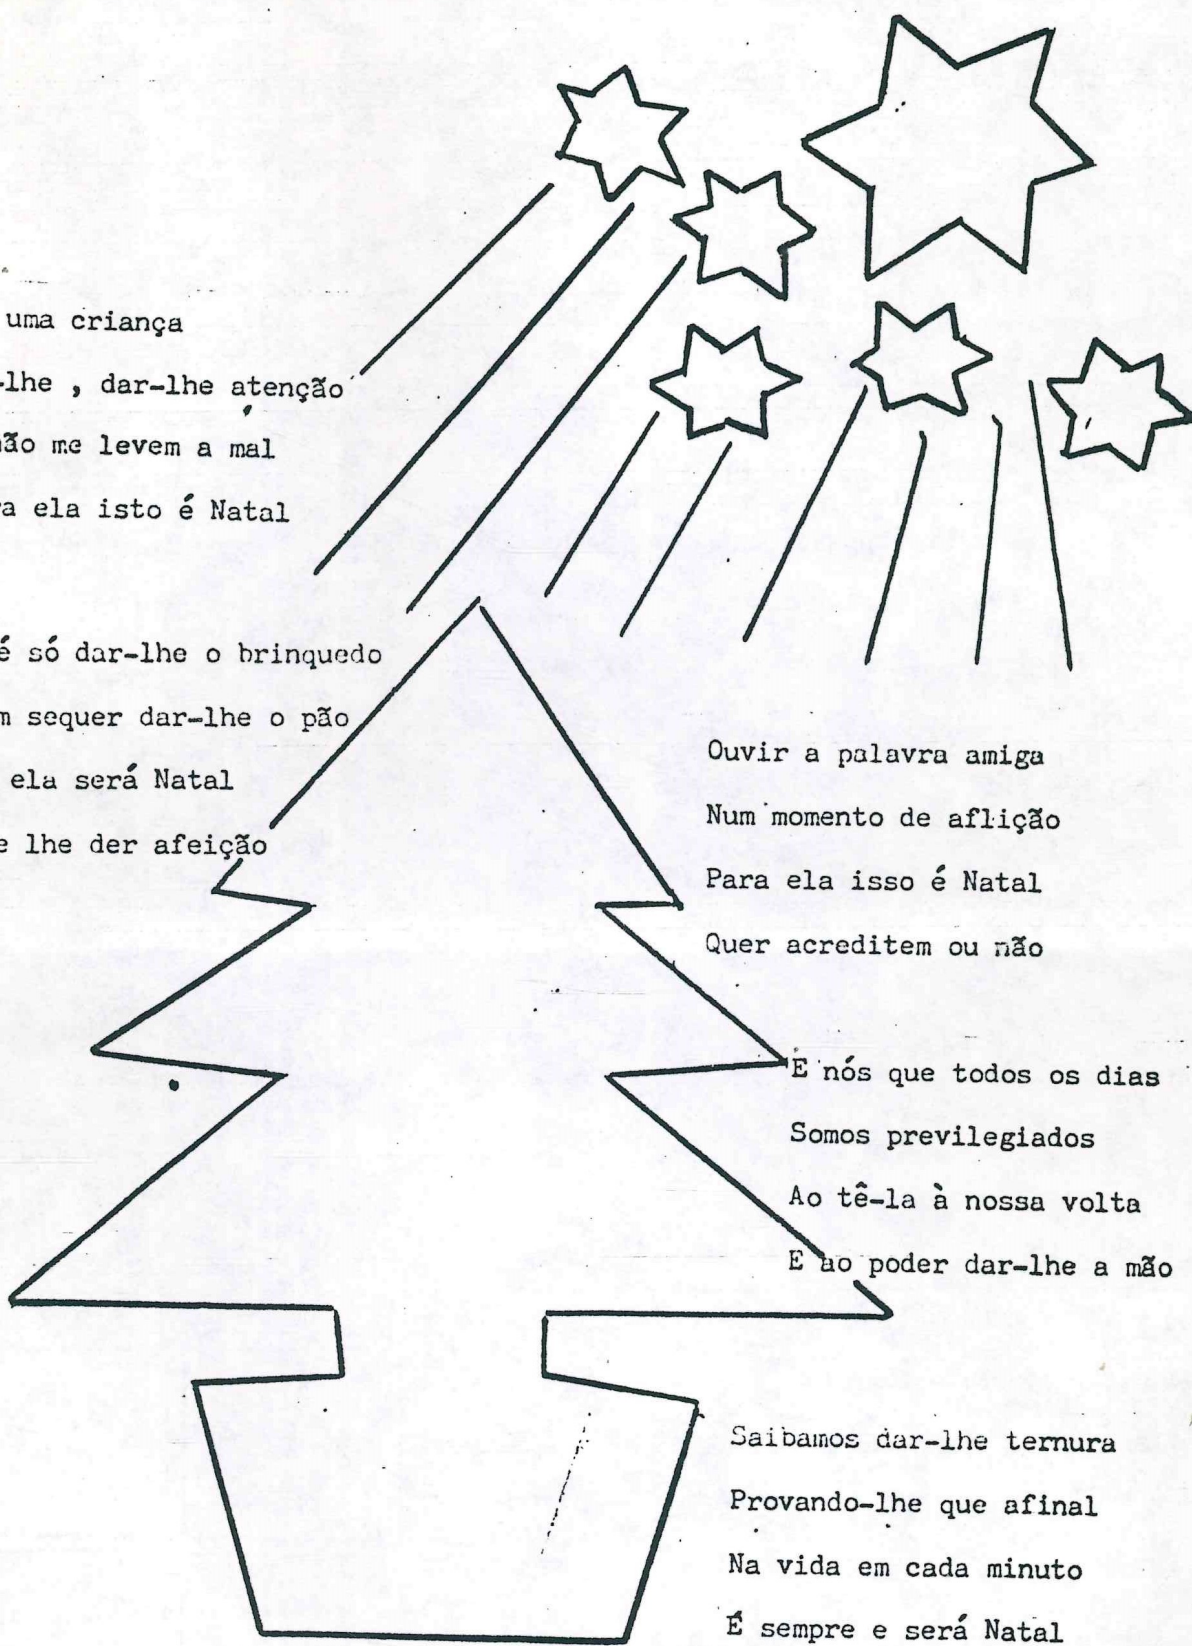 uma criança
-lhe , dar-lhe atenção
não me levem a mal
ra ela isto é Natal
é só dar-lhe o brinquedo
m sequer dar-lhe o pão
ela será Natal
e lhe der afeição
Ouvir a palavra amiga
Num momento de aflição
Para ela isso é Natal
Quer acreditem ou não
E nós que todos os dias
Somos previlegiados
Ao tê-la à nossa volta
E ao poder dar-lhe a mão
Saibamos dar-lhe ternura
Provando-lhe que afinal
Na vida em cada minuto
É sempre e será Natal